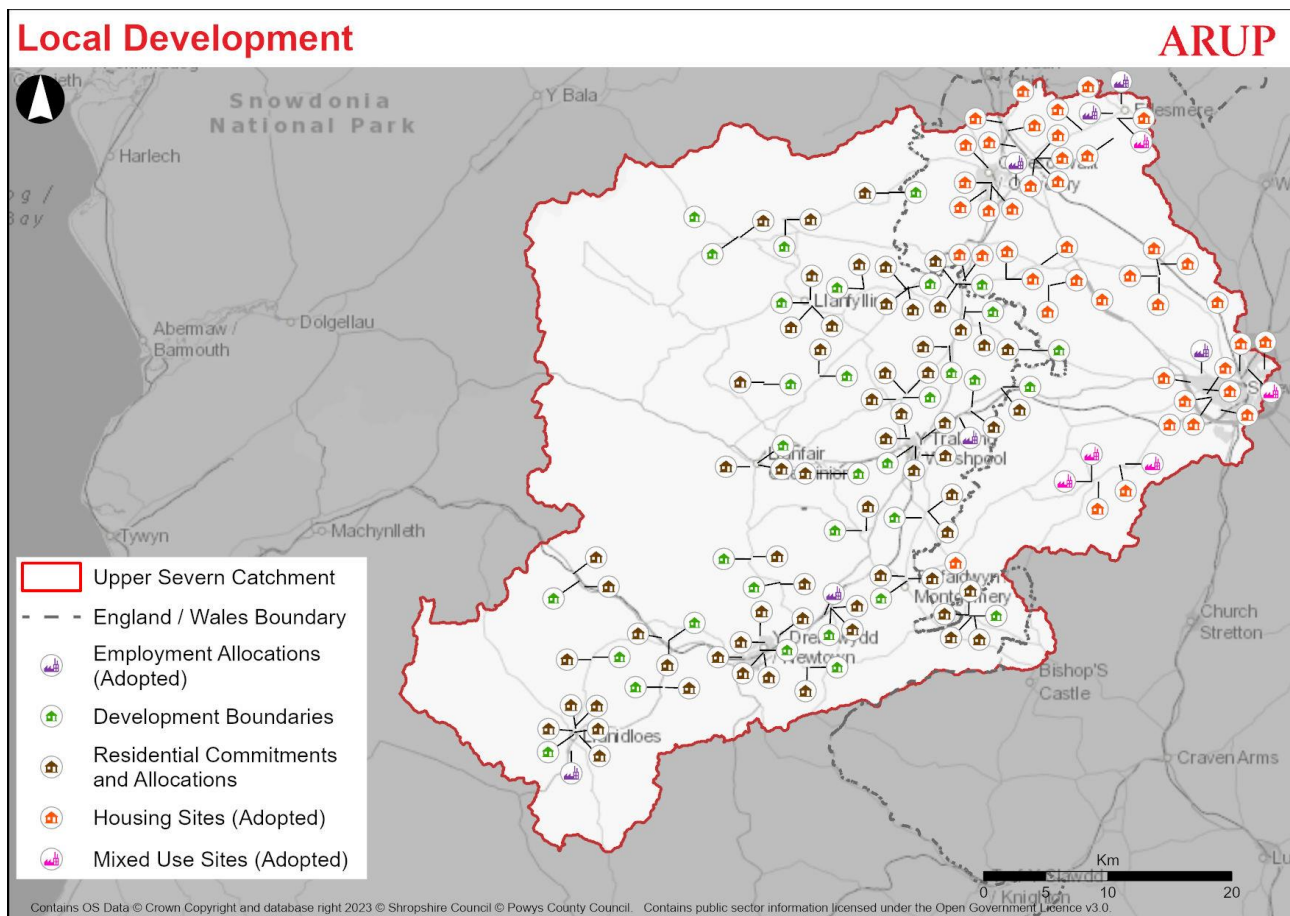 Local Development
ARUP
Snowdonia
National Park
Y Bala
Harlech
Dolgellau
Abermaw /
Barmouth
Tywyn
Machynlleth
Bay
Llanfyllin
Y Dre
Newtown
Montgomery
Bishop'S
Castle
Church
Stretton
Craven Arms
/ Knighton
Upper Severn Catchment
England / Wales Boundary
Employment Allocations
(Adopted)
Development Boundaries
Residential Commitments
and Allocations
Housing Sites (Adopted)
Mixed Use Sites (Adopted)
Km
0 5 10 20
Contains OS Data © Crown Copyright and database right 2023 © Shropshire Council © Powys County Council. Contains public sector information licensed under the Open Government Licence v3.0.